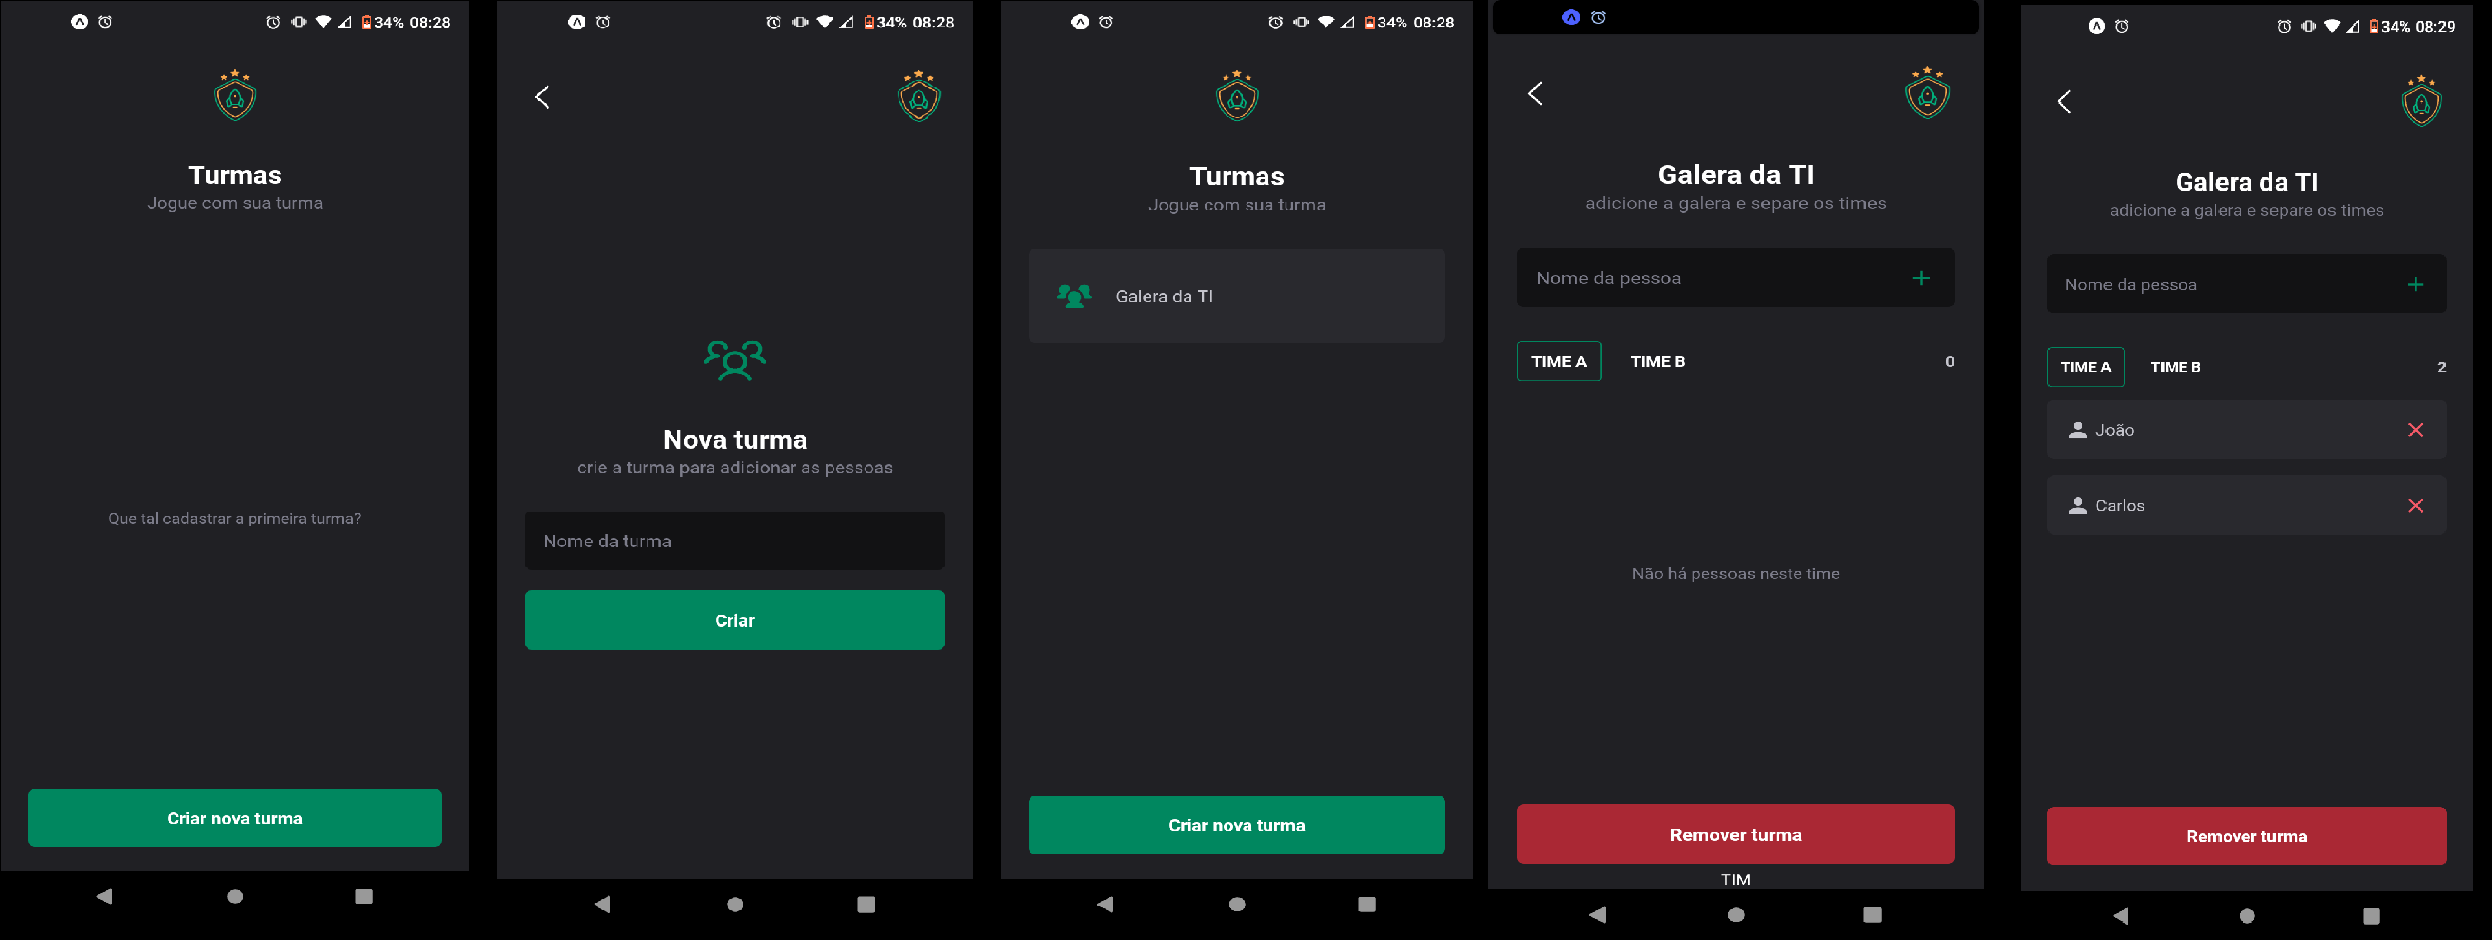 34% 08:28
Turmas
Jogue com sua turma
Que tal cadastrar a primeira turma?
Criar nova turma
34% 08:28
Nova turma
crie a turma para adicionar as pessoas
Nome da turma
Criar
34% 08:28
Turmas
Jogue com sua turma
Galera da TI
Criar nova turma
Galera da TI
adicione a galera e separe os times
Nome da pessoa
TIME A TIME B 0
Não há pessoas neste time
Remover turma
TIM
34% 08:29
Galera da TI
adicione a galera e separe os times
Nome da pessoa
TIME A TIME B 2
João
Carlos
Remover turma